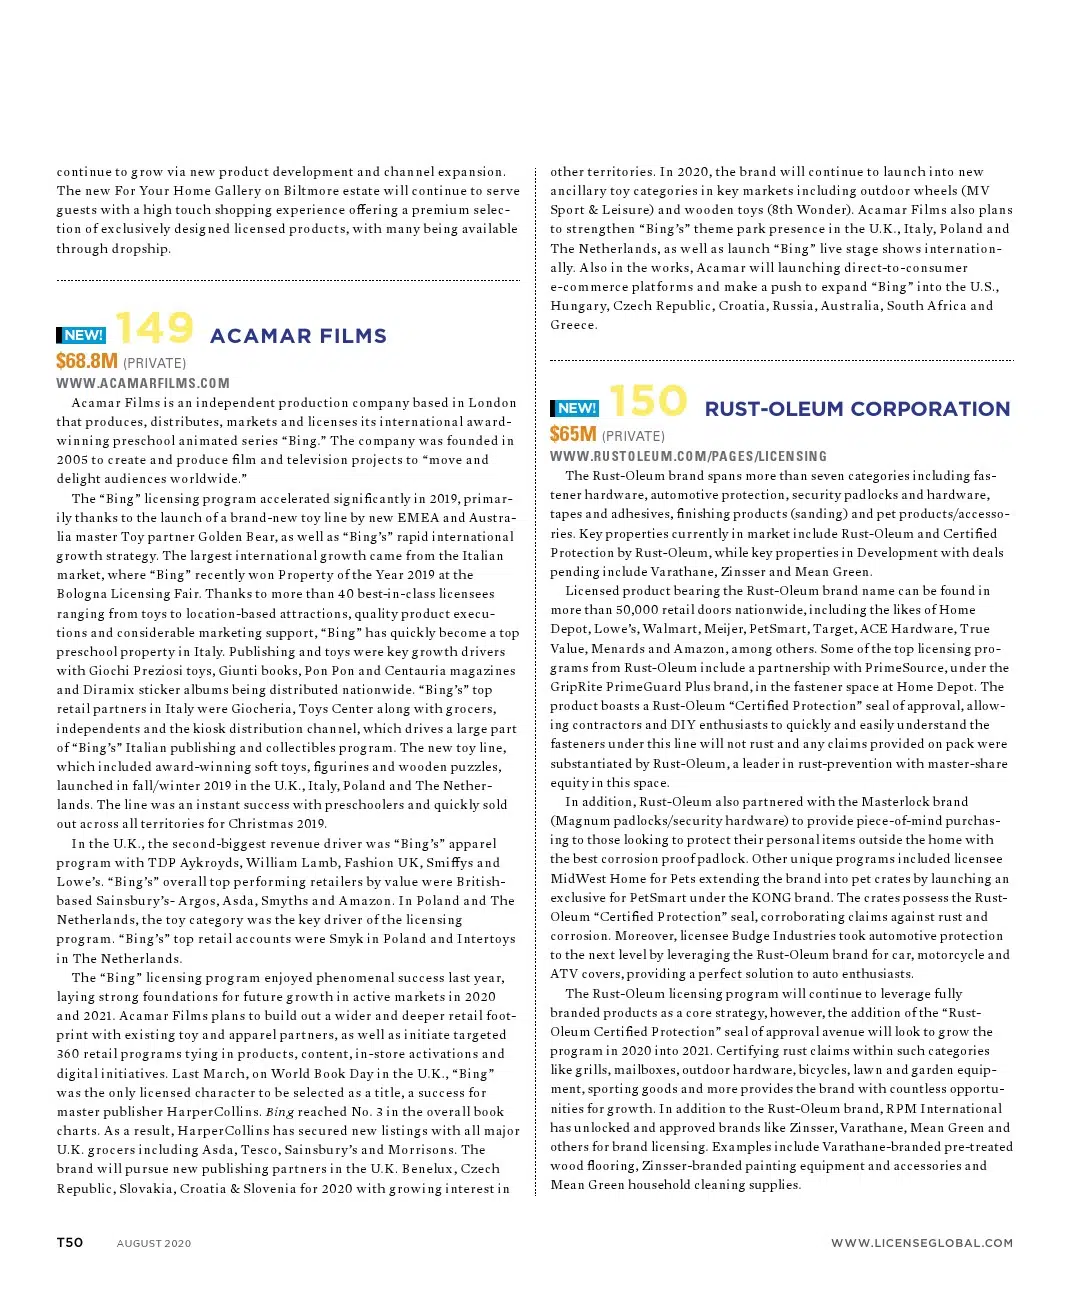 continue to grow via new product development and channel expansion.
The new For Your Home Gallery on Biltmore estate will continue to serve
guests with a high touch shopping experience offering a premium selec-
tion of exclusively designed licensed products, with many being available
through dropship.
NEW! 149 ACAMAR FILMS
$68.8M (PRIVATE)
WWW.ACAMARFILMS.COM
Acamar Films is an independent production company based in London
that produces, distributes, markets and licenses its international award-
winning preschool animated series “Bing.” The company was founded in
2005 to create and produce film and television projects to “move and
delight audiences worldwide.”
The “Bing” licensing program accelerated significantly in 2019, primar-
ily thanks to the launch of a brand-new toy line by new EMEA and Austra-
lia master Toy partner Golden Bear, as well as “Bing’s” rapid international
growth strategy. The largest international growth came from the Italian
market, where “Bing” recently won Property of the Year 2019 at the
Bologna Licensing Fair. Thanks to more than 40 best-in-class licensees
ranging from toys to location-based attractions, quality product execu-
tions and considerable marketing support, “Bing” has quickly become a top
preschool property in Italy. Publishing and toys were key growth drivers
with Giochi Preziosi toys, Giunti books, Pon Pon and Centauria magazines
and Diramix sticker albums being distributed nationwide. “Bing’s” top
retail partners in Italy were Giocheria, Toys Center along with grocers,
independents and the kiosk distribution channel, which drives a large part
of “Bing’s” Italian publishing and collectibles program. The new toy line,
which included award-winning soft toys, figurines and wooden puzzles,
launched in fall/winter 2019 in the U.K., Italy, Poland and The Nether-
lands. The line was an instant success with preschoolers and quickly sold
out across all territories for Christmas 2019.
In the U.K., the second-biggest revenue driver was “Bing’s” apparel
program with TDP Aykroyds, William Lamb, Fashion UK, Smiffys and
Lowe’s. “Bing’s” overall top performing retailers by value were British-
based Sainsbury’s- Argos, Asda, Smyths and Amazon. In Poland and The
Netherlands, the toy category was the key driver of the licensing
program. “Bing’s” top retail accounts were Smyk in Poland and Intertoys
in The Netherlands.
The “Bing” licensing program enjoyed phenomenal success last year,
laying strong foundations for future growth in active markets in 2020
and 2021. Acamar Films plans to build out a wider and deeper retail foot-
print with existing toy and apparel partners, as well as initiate targeted
360 retail programs tying in products, content, in-store activations and
digital initiatives. Last March, on World Book Day in the U.K., “Bing”
was the only licensed character to be selected as a title, a success for
master publisher HarperCollins. Bing reached No. 3 in the overall book
charts. As a result, HarperCollins has secured new listings with all major
U.K. grocers including Asda, Tesco, Sainsbury’s and Morrisons. The
brand will pursue new publishing partners in the U.K. Benelux, Czech
Republic, Slovakia, Croatia & Slovenia for 2020 with growing interest in
other territories. In 2020, the brand will continue to launch into new
ancillary toy categories in key markets including outdoor wheels (MV
Sport & Leisure) and wooden toys (8th Wonder). Acamar Films also plans
to strengthen “Bing’s” theme park presence in the U.K., Italy, Poland and
The Netherlands, as well as launch “Bing” live stage shows internation-
ally. Also in the works, Acamar will launching direct-to-consumer
e-commerce platforms and make a push to expand “Bing” into the U.S.,
Hungary, Czech Republic, Croatia, Russia, Australia, South Africa and
Greece.
NEW! 150 RUST-OLEUM CORPORATION
$65M (PRIVATE)
WWW.RUSTOLEUM.COM/PAGES/LICENSING
The Rust-Oleum brand spans more than seven categories including fas-
tener hardware, automotive protection, security padlocks and hardware,
tapes and adhesives, finishing products (sanding) and pet products/accesso-
ries. Key properties currently in market include Rust-Oleum and Certified
Protection by Rust-Oleum, while key properties in Development with deals
pending include Varathane, Zinsser and Mean Green.
Licensed product bearing the Rust-Oleum brand name can be found in
more than 50,000 retail doors nationwide, including the likes of Home
Depot, Lowe’s, Walmart, Meijer, PetSmart, Target, ACE Hardware, True
Value, Menards and Amazon, among others. Some of the top licensing pro-
grams from Rust-Oleum include a partnership with PrimeSource, under the
GripRite PrimeGuard Plus brand, in the fastener space at Home Depot. The
product boasts a Rust-Oleum “Certified Protection” seal of approval, allow-
ing contractors and DIY enthusiasts to quickly and easily understand the
fasteners under this line will not rust and any claims provided on pack were
substantiated by Rust-Oleum, a leader in rust-prevention with master-share
equity in this space.
In addition, Rust-Oleum also partnered with the Masterlock brand
(Magnum padlocks/security hardware) to provide piece-of-mind purchas-
ing to those looking to protect their personal items outside the home with
the best corrosion proof padlock. Other unique programs included licensee
MidWest Home for Pets extending the brand into pet crates by launching an
exclusive for PetSmart under the KONG brand. The crates possess the Rust-
Oleum “Certified Protection” seal, corroborating claims against rust and
corrosion. Moreover, licensee Budge Industries took automotive protection
to the next level by leveraging the Rust-Oleum brand for car, motorcycle and
ATV covers, providing a perfect solution to auto enthusiasts.
The Rust-Oleum licensing program will continue to leverage fully
branded products as a core strategy, however, the addition of the “Rust-
Oleum Certified Protection” seal of approval avenue will look to grow the
program in 2020 into 2021. Certifying rust claims within such categories
like grills, mailboxes, outdoor hardware, bicycles, lawn and garden equip-
ment, sporting goods and more provides the brand with countless opportu-
nities for growth. In addition to the Rust-Oleum brand, RPM International
has unlocked and approved brands like Zinsser, Varathane, Mean Green and
others for brand licensing. Examples include Varathane-branded pre-treated
wood flooring, Zinsser-branded painting equipment and accessories and
Mean Green household cleaning supplies.
T50 AUGUST 2020
WWW.LICENSEGLOBAL.COM